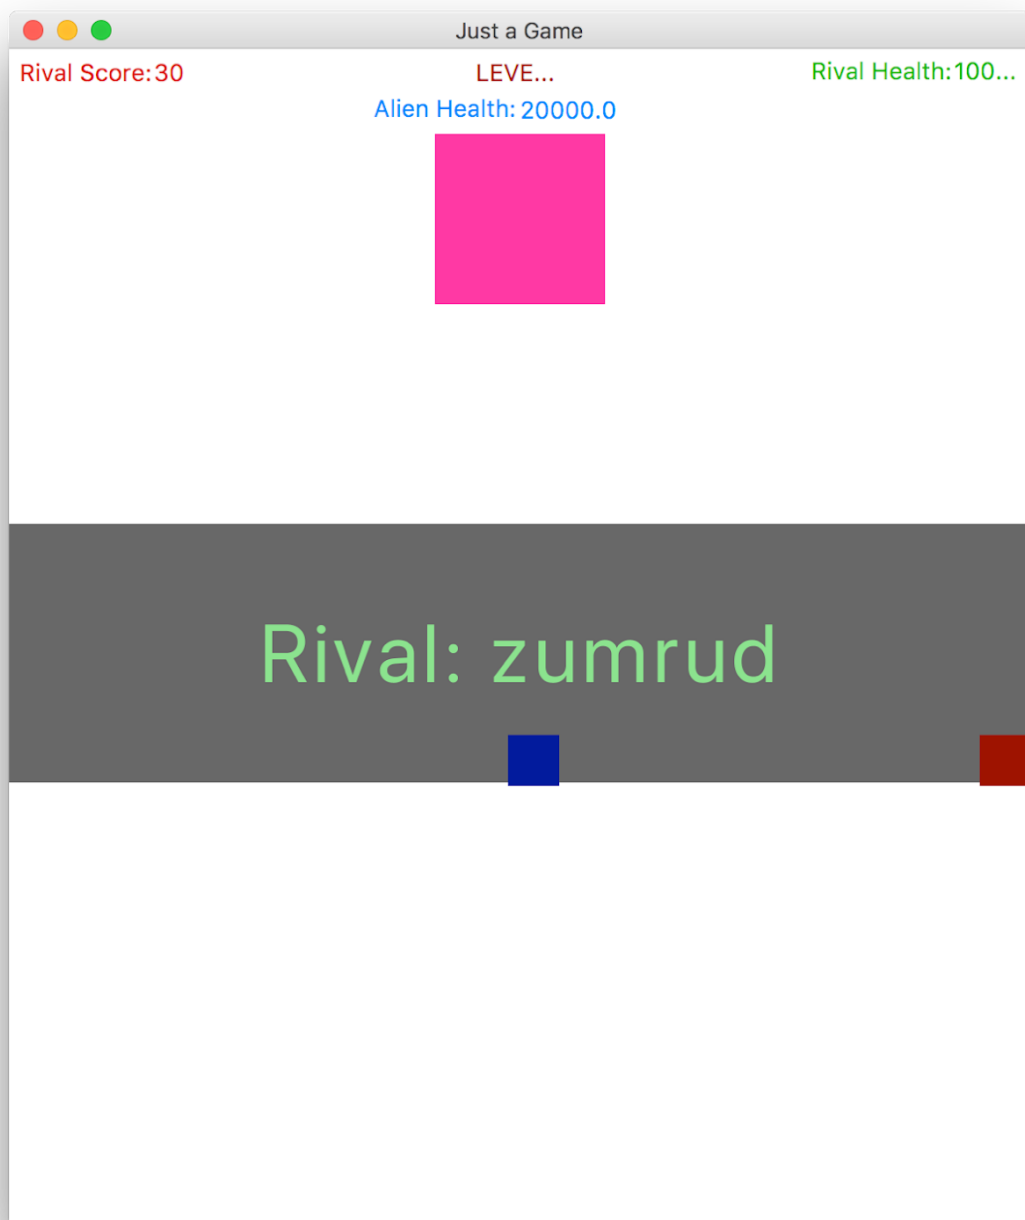 Just a Game
Rival Score:30 LEVE... Rival Health:100...
Alien Health: 20000.0
Rival: zumrud